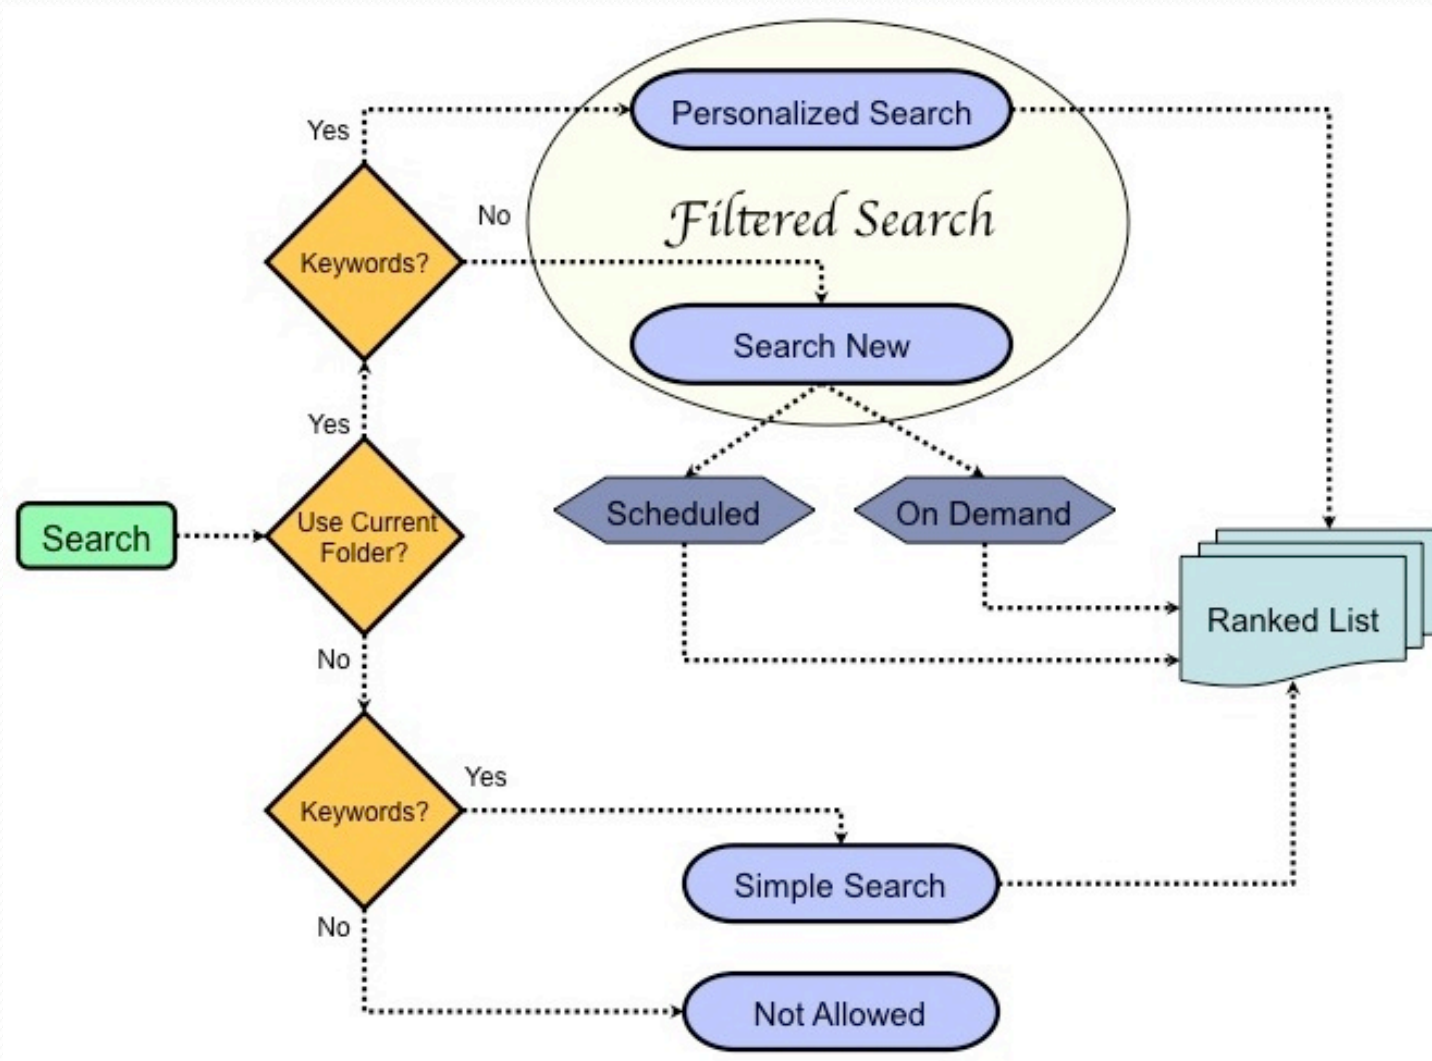 Personalized Search
Yes
No
Filtered Search
Keywords?
Search New
Yes
Scheduled
On Demand
Search
Use Current
Folder?
Ranked List
No
Yes
Keywords?
Simple Search
No
Not Allowed